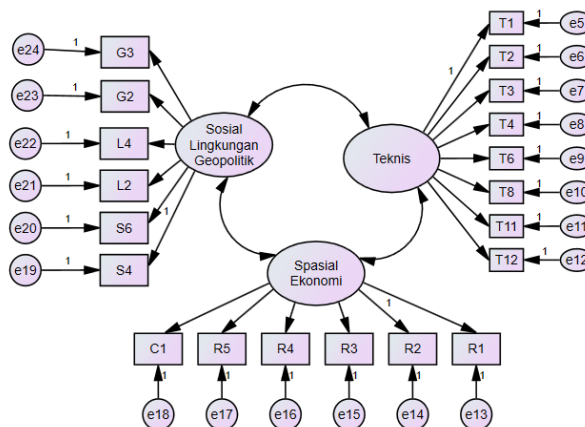 e24 1 G3
e23 1 G2
e22 1 L4
e21 1 L2
e20 1 S6
e19 1 S4
1
Sosial
Lingkungan
Geopolitik
Teknis
1
T1 1 e5
T2 1 e6
T3 1 e7
T4 1 e8
T6 1 e9
T8 1 e10
T11 1 e11
T12 1 e12
Spasial
Ekonomi
1
C1 R5 R4 R3 R2 R1
1 1 1 1 1 1
e18 e17 e16 e15 e14 e13